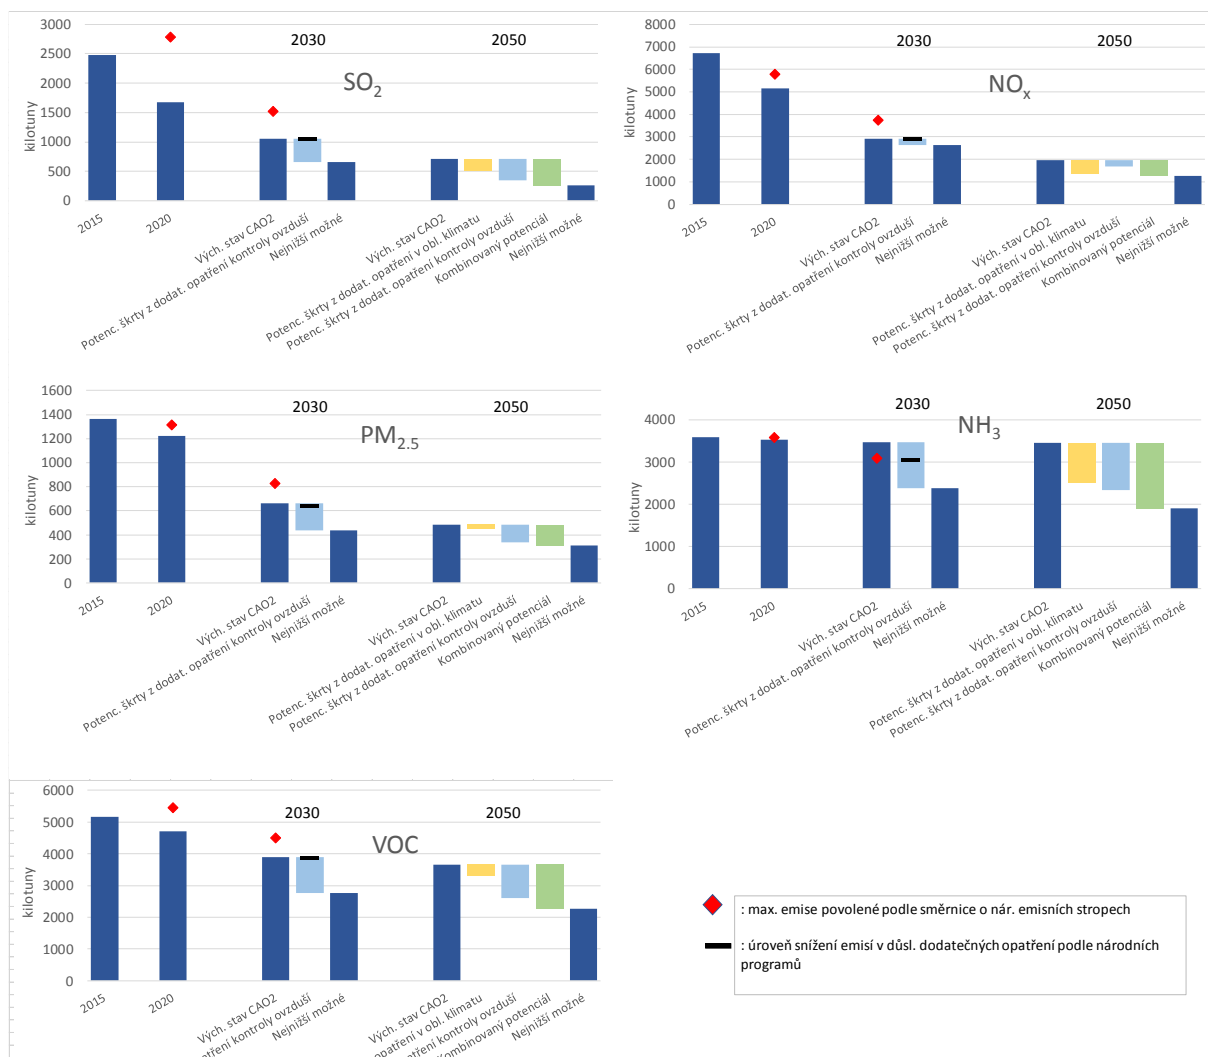 3000
2500
2000
1500
1000
500
0
kilotuny
2030
2050
SO2
2015
2020
Vých. stav CAO2
Potenc. škrty z dodat. opatření kontroly ovzduší
Nejnižší možné
Vých. stav CAO2
Potenc. škrty z dodat. opatření v obl. klimatu
Potenc. škrty z dodat. opatření kontroly ovzduší
Kombinovaný potenciál
Nejnižší možné
8000
7000
6000
5000
4000
3000
2000
1000
0
kilotuny
2030
2050
NOx
2015
2020
Vých. stav CAO2
Potenc. škrty z dodat. opatření kontroly ovzduší
Nejnižší možné
Vých. stav CAO2
Potenc. škrty z dodat. opatření v obl. klimatu
Potenc. škrty z dodat. opatření kontroly ovzduší
Kombinovaný potenciál
Nejnižší možné
1600
1400
1200
1000
800
600
400
200
0
kilotuny
2030
2050
PM2.5
2015
2020
Vých. stav CAO2
Potenc. škrty z dodat. opatření kontroly ovzduší
Nejnižší možné
Vých. stav CAO2
Potenc. škrty z dodat. opatření v obl. klimatu
Potenc. škrty z dodat. opatření kontroly ovzduší
Kombinovaný potenciál
Nejnižší možné
4000
3000
2000
1000
0
kilotuny
2030
2050
NH3
2015
2020
Vých. stav CAO2
Potenc. škrty z dodat. opatření kontroly ovzduší
Nejnižší možné
Vých. stav CAO2
Potenc. škrty z dodat. opatření v obl. klimatu
Potenc. škrty z dodat. opatření kontroly ovzduší
Kombinovaný potenciál
Nejnižší možné
6000
5000
4000
3000
2000
1000
0
kilotuny
2030
2050
VOC
2015
2020
Vých. stav CAO2
kontroly ovzduší
Nejnižší možné
Vých. stav CAO2
opatření v obl. klimatu
opatření kontroly ovzduší
Kombinovaný potenciál
Nejnižší možné
: max. emise povolené podle směrnice o nár. emisních stropech
: úroveň snížení emisí v důsl. dodatečných opatření podle národních
programů